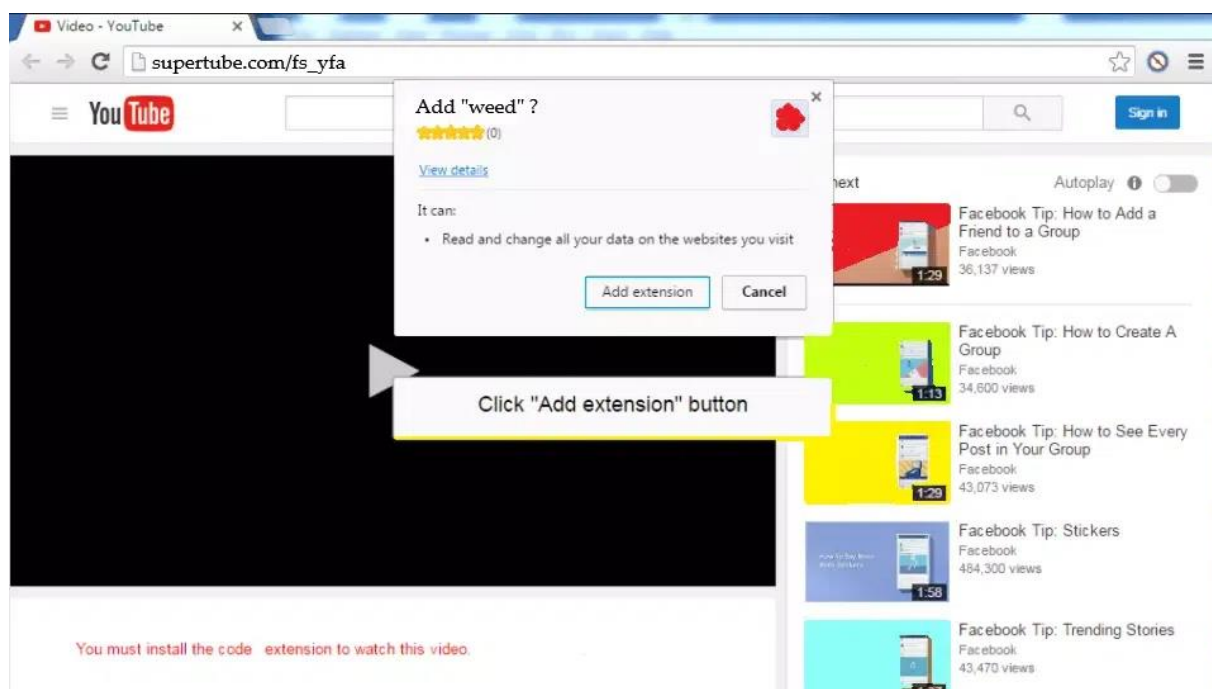 Video - YouTube
supertube.com/fs_yfa
YouTube
Sign in
Add "weed" ?
(0)
View details
It can:
• Read and change all your data on the websites you visit
Add extension
Cancel
Click "Add extension" button
You must install the code extension to watch this video.
next
Autoplay
Facebook Tip: How to Add a
Friend to a Group
Facebook
36,137 views
1:29
Facebook Tip: How to Create A
Group
Facebook
34,600 views
1:13
Facebook Tip: How to See Every
Post in Your Group
Facebook
43,073 views
1:29
Facebook Tip: Stickers
Facebook
484,300 views
1:58
Facebook Tip: Trending Stories
Facebook
43,470 views